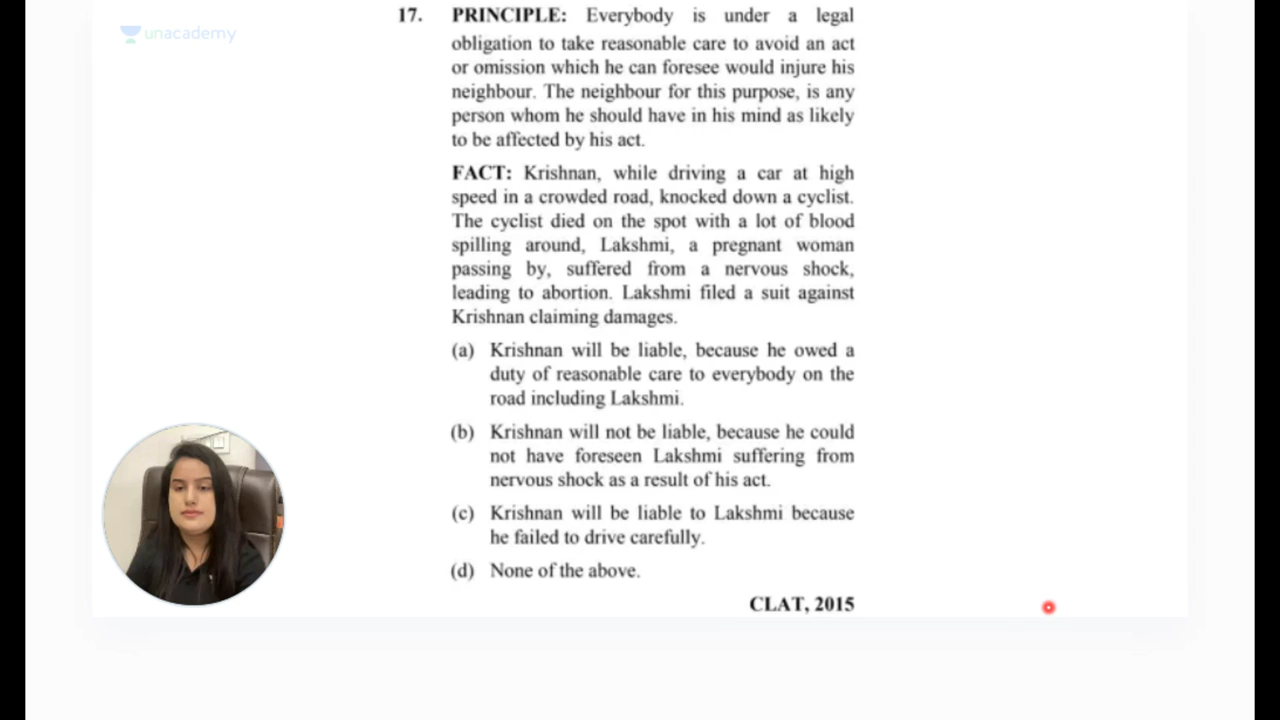 unacademy
17. PRINCIPLE: Everybody is under a legal
obligation to take reasonable care to avoid an act
or omission which he can foresee would injure his
neighbour. The neighbour for this purpose, is any
person whom he should have in his mind as likely
to be affected by his act.
FACT: Krishnan, while driving a car at high
speed in a crowded road, knocked down a cyclist.
The cyclist died on the spot with a lot of blood
spilling around, Lakshmi, a pregnant woman
passing by, suffered from a nervous shock,
leading to abortion. Lakshmi filed a suit against
Krishnan claiming damages.
(a) Krishnan will be liable, because he owed a
duty of reasonable care to everybody on the
road including Lakshmi.
(b) Krishnan will not be liable, because he could
not have foreseen Lakshmi suffering from
nervous shock as a result of his act.
(c) Krishnan will be liable to Lakshmi because
he failed to drive carefully.
(d) None of the above.
CLAT, 2015